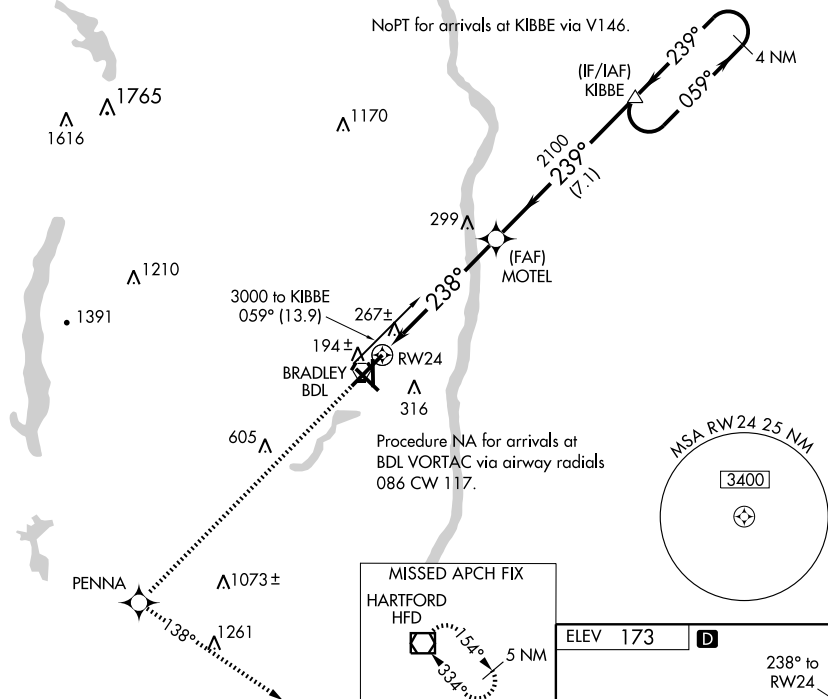 NoPT for arrivals at KIBBE via V146.
239°
4 NM
(IF/IAF)
KIBBE
059°
1765
1616
1170
2100
239°
(7.1)
299
(FAF)
MOTEL
1210
238°
3000 to KIBBE
059° (13.9)
1391
267±
194±
RW24
BRADLEY
BDL
316
605
Procedure NA for arrivals at
BDL VORTAC via airway radials
086 CW 117.
MSA RW24 25 NM
3400
PENNA
1073±
138°
1261
MISSED APCH FIX
HARTFORD
HFD
154°
5 NM
334°
ELEV 173 D
238° to
RW24